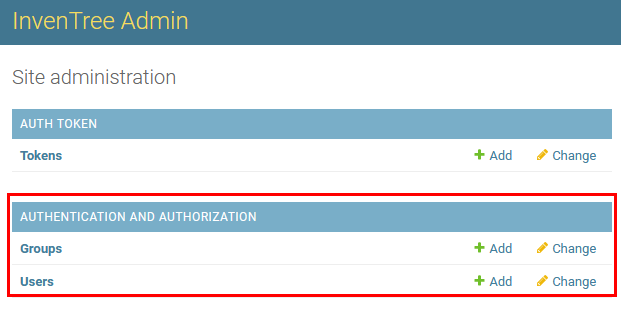 InvenTree Admin
Site administration
AUTH TOKEN
Tokens Add Change
AUTHENTICATION AND AUTHORIZATION
Groups Add Change
Users Add Change